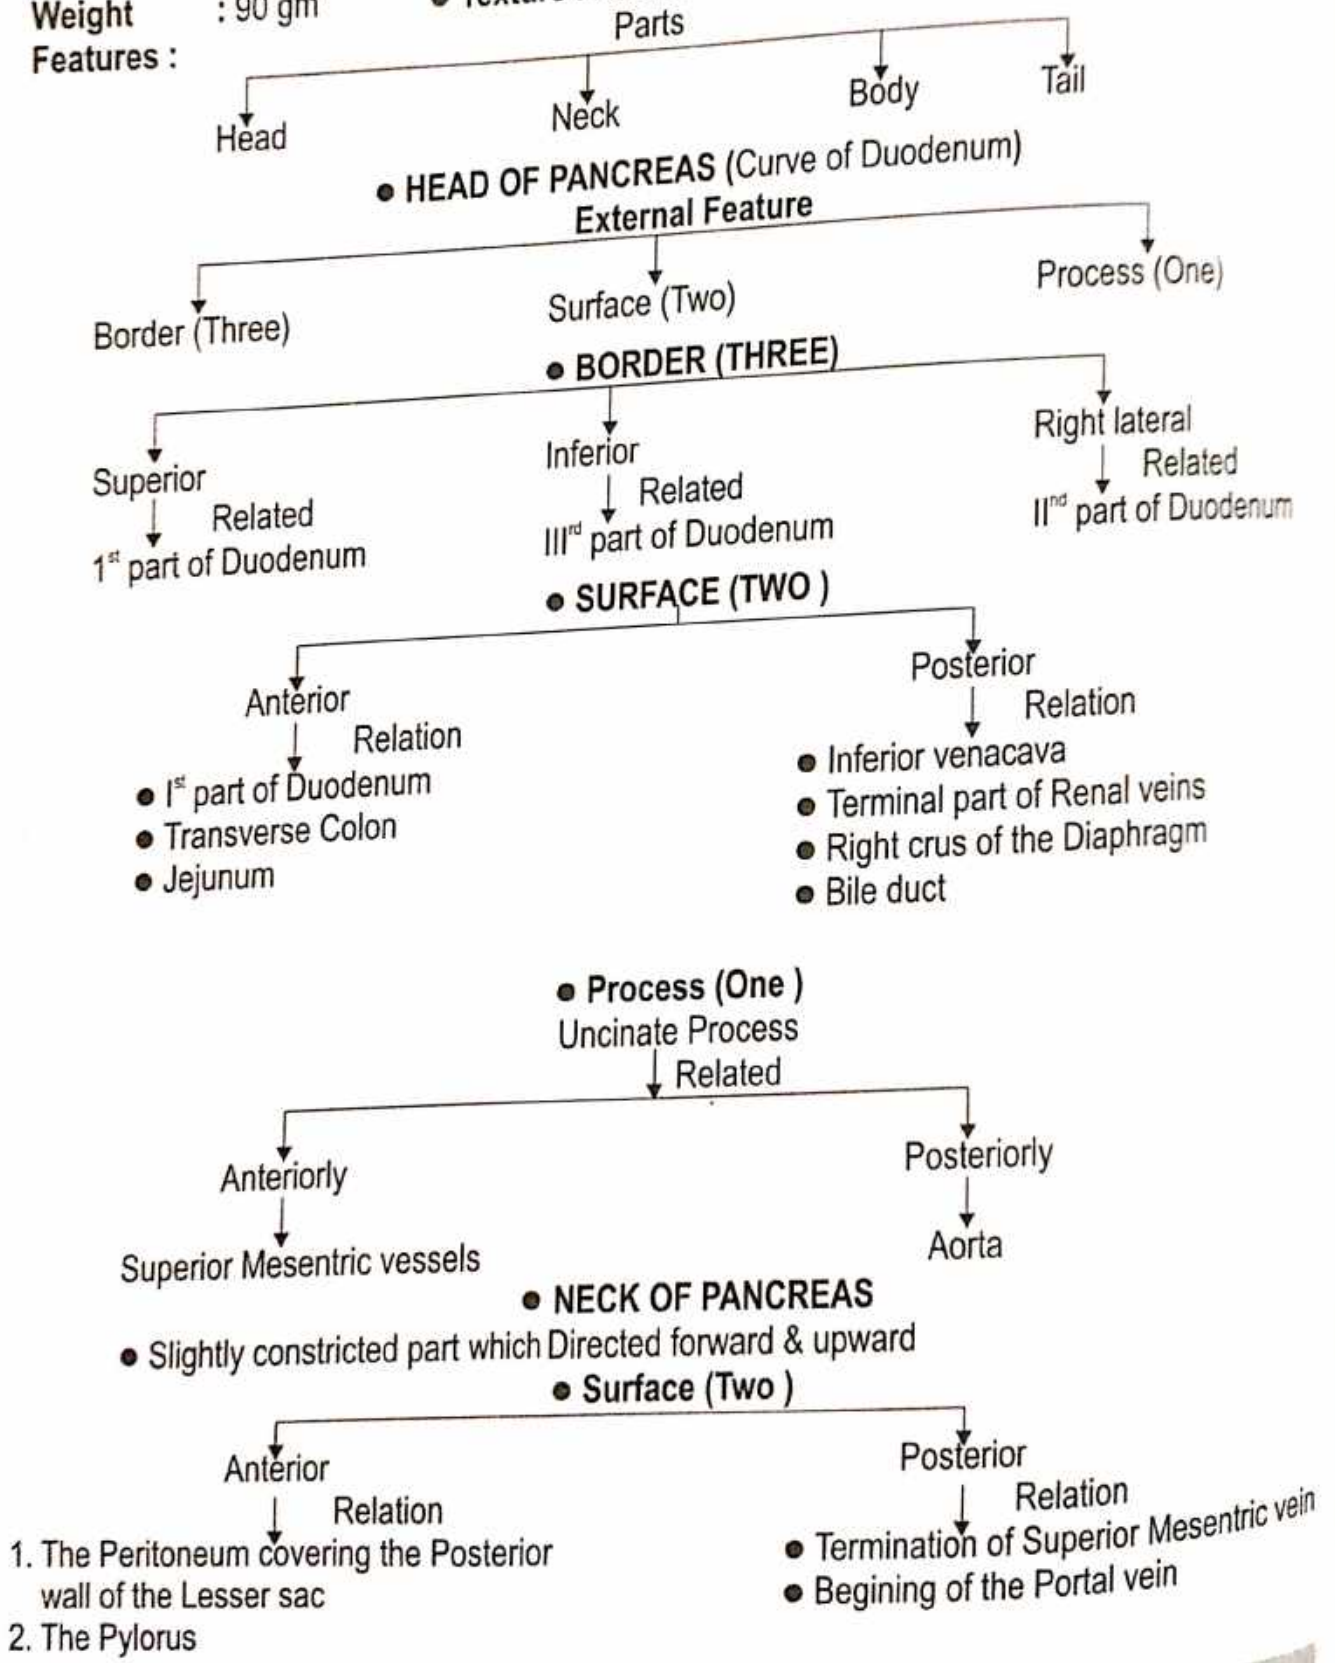 Weight : 90 gm
Features :
Parts
Head Neck Body Tail
● HEAD OF PANCREAS (Curve of Duodenum)
External Feature
Border (Three) Surface (Two) Process (One)
● BORDER (THREE)
Superior Inferior Right lateral
Related Related Related
1st part of Duodenum IIIrd part of Duodenum IInd part of Duodenum
● SURFACE (TWO )
Anterior Posterior
Relation Relation
● Ist part of Duodenum
● Transverse Colon
● Jejunum
● Inferior venacava
● Terminal part of Renal veins
● Right crus of the Diaphragm
● Bile duct
● Process (One )
Uncinate Process
Related
Anteriorly Posteriorly
Superior Mesentric vessels Aorta
● NECK OF PANCREAS
● Slightly constricted part which Directed forward & upward
● Surface (Two )
Anterior Posterior
Relation Relation
1. The Peritoneum covering the Posterior
wall of the Lesser sac
2. The Pylorus
● Termination of Superior Mesentric vein
● Begining of the Portal vein